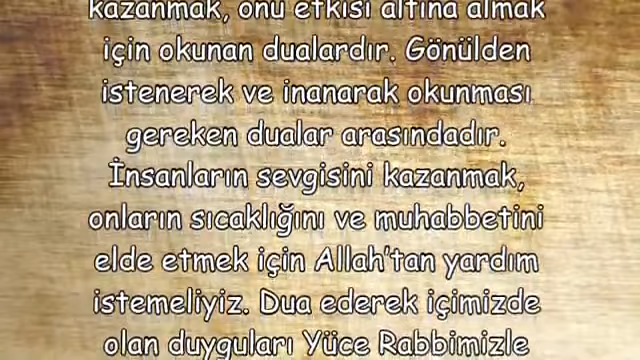 kazanmak, onu etkisi altına almak
için okunan dualardır. Gönülden
istenerek ve inanarak okunması
gereken dualar arasındadır.
İnsanların sevgisini kazanmak,
onların sıcaklığını ve muhabbetini
elde etmek için Allah'tan yardım
istemeliyiz. Dua ederek içimizde
olan duyguları Yüce Rabbimizle